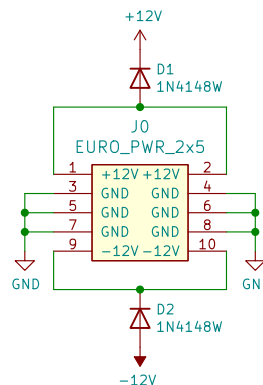 +12V
D1
1N4148W
J0
EURO_PWR_2x5
1 +12V +12V 2
3 GND GND 4
5 GND GND 6
7 GND GND 8
9 -12V -12V 10
GND GN
D2
1N4148W
-12V